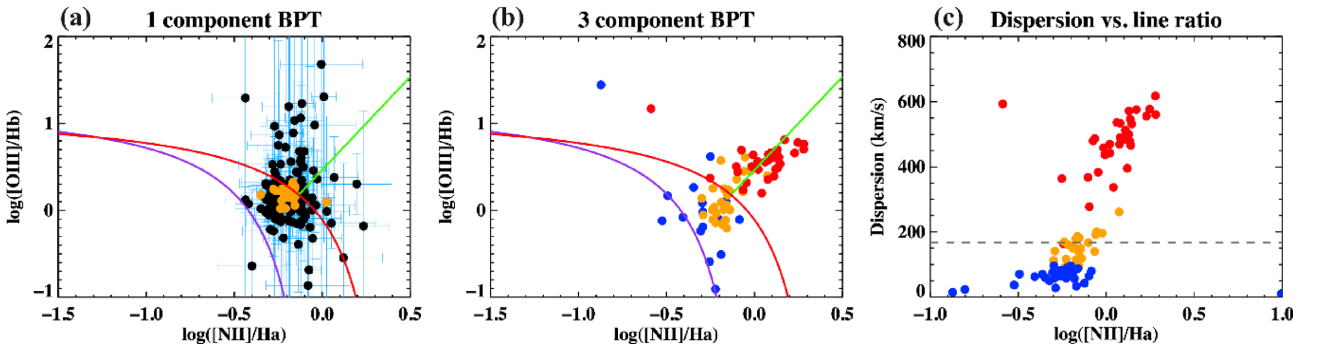 (a) 1 component BPT
2
1
0
−1
log([OIII]/Hb)
−1.5 −1.0 −0.5 0.0 0.5
log([NII]/Ha)
(b) 3 component BPT
2
1
0
−1
log([OIII]/Hb)
−1.5 −1.0 −0.5 0.0 0.5
log([NII]/Ha)
(c) Dispersion vs. line ratio
800
600
400
200
0
Dispersion (km/s)
−1.0 −0.5 0.0 0.5 1.0
log([NII]/Ha)